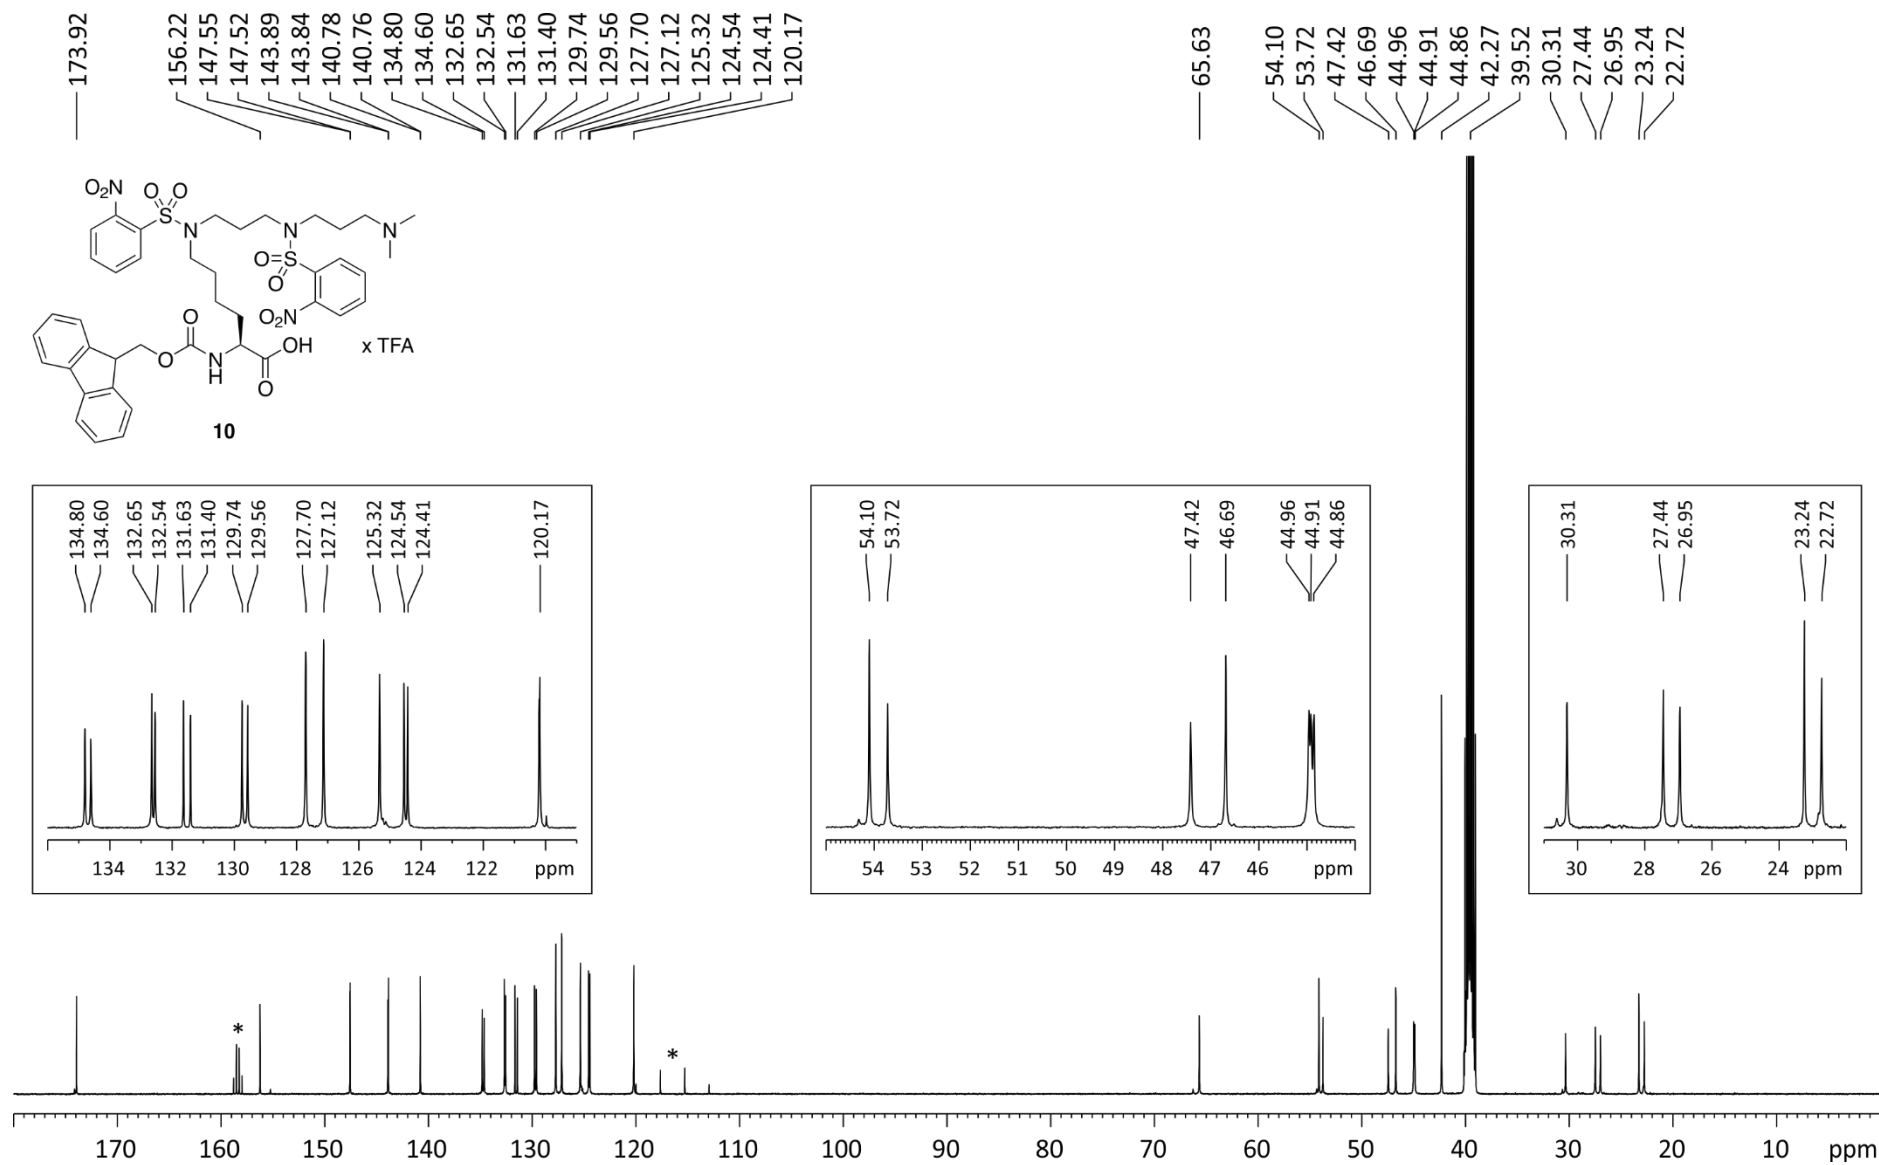 173.92 156.22 147.55 147.52 143.89 143.84 140.78 140.76 134.80 134.60 132.65 132.54 131.63 131.40 129.74 129.56 127.70 127.12 125.32 124.54 124.41 120.17 65.63 54.10 53.72 47.42 46.69 44.96 44.91 44.86 42.27 39.52 30.31 27.44 26.95 23.24 22.72
O₂N O O
S
N N N
O=S
O
O₂N
O
O N H OH x TFA
O
10
134.80 134.60 132.65 132.54 131.63 131.40 129.74 129.56 127.70 127.12 125.32 124.54 124.41 120.17
134 132 130 128 126 124 122 ppm
54.10 53.72 47.42 46.69 44.96 44.91 44.86
54 53 52 51 50 49 48 47 46 ppm
30.31 27.44 26.95 23.24 22.72
30 28 26 24 ppm
* *
170 160 150 140 130 120 110 100 90 80 70 60 50 40 30 20 10 ppm